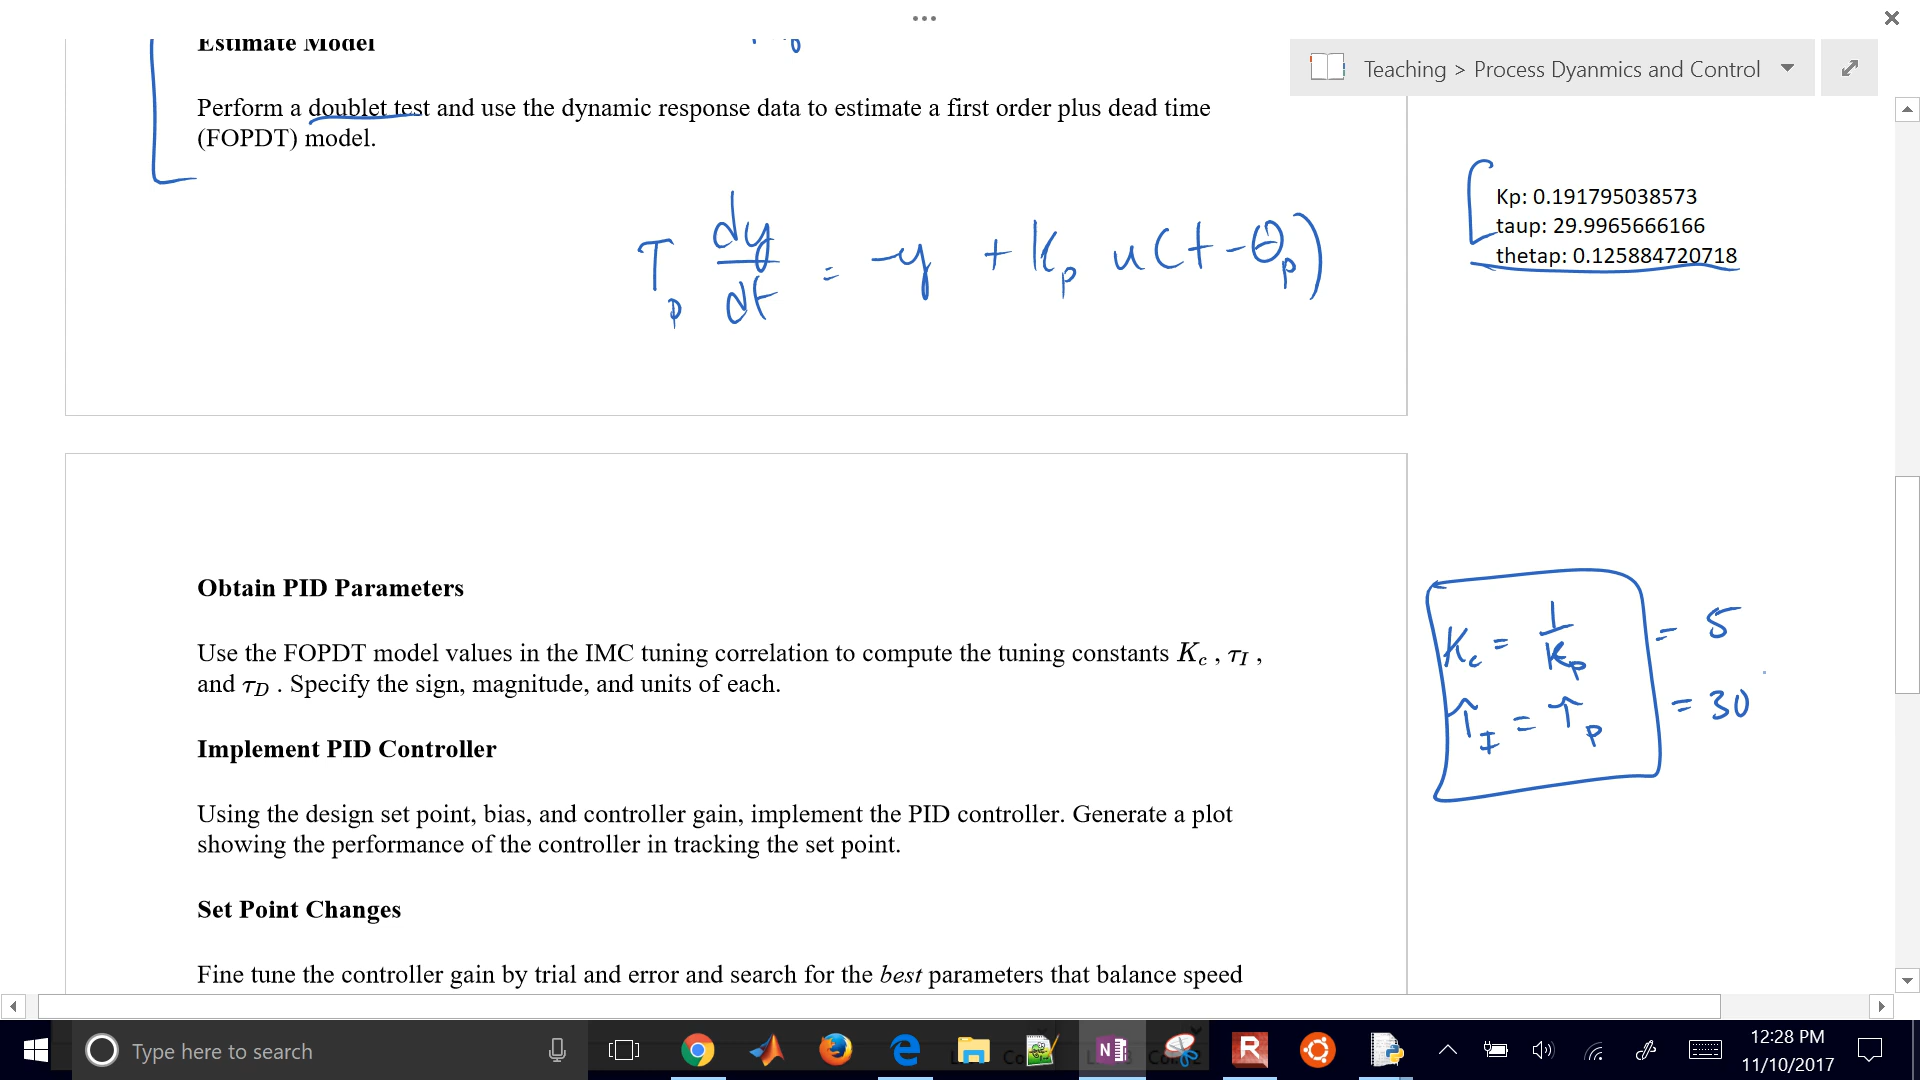 Estimate Model
Teaching > Process Dyanmics and Control
Perform a doublet test and use the dynamic response data to estimate a first order plus dead time
(FOPDT) model.
Kp: 0.191795038573
taup: 29.9965666166
thetap: 0.125884720718
τp dy/dt = -y + Kp u(t-θp)
Obtain PID Parameters
Use the FOPDT model values in the IMC tuning correlation to compute the tuning constants Kc , τI ,
and τD . Specify the sign, magnitude, and units of each.
Kc = 1/Kp = 5
τI = τp = 30
Implement PID Controller
Using the design set point, bias, and controller gain, implement the PID controller. Generate a plot
showing the performance of the controller in tracking the set point.
Set Point Changes
Fine tune the controller gain by trial and error and search for the best parameters that balance speed
Type here to search
12:28 PM
11/10/2017